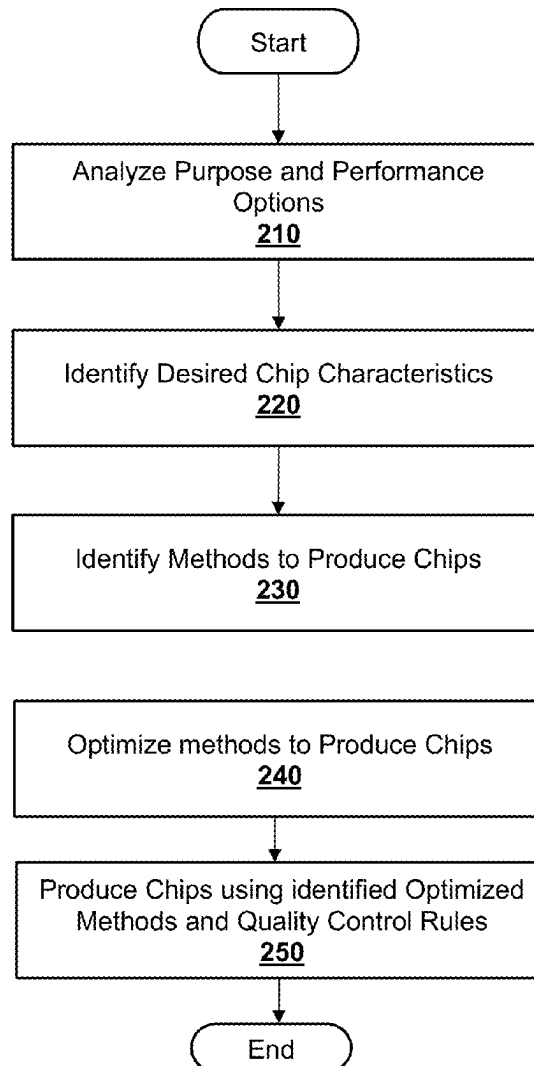 Start
Analyze Purpose and Performance
Options
210
Identify Desired Chip Characteristics
220
Identify Methods to Produce Chips
230
Optimize methods to Produce Chips
240
Produce Chips using identified Optimized
Methods and Quality Control Rules
250
End